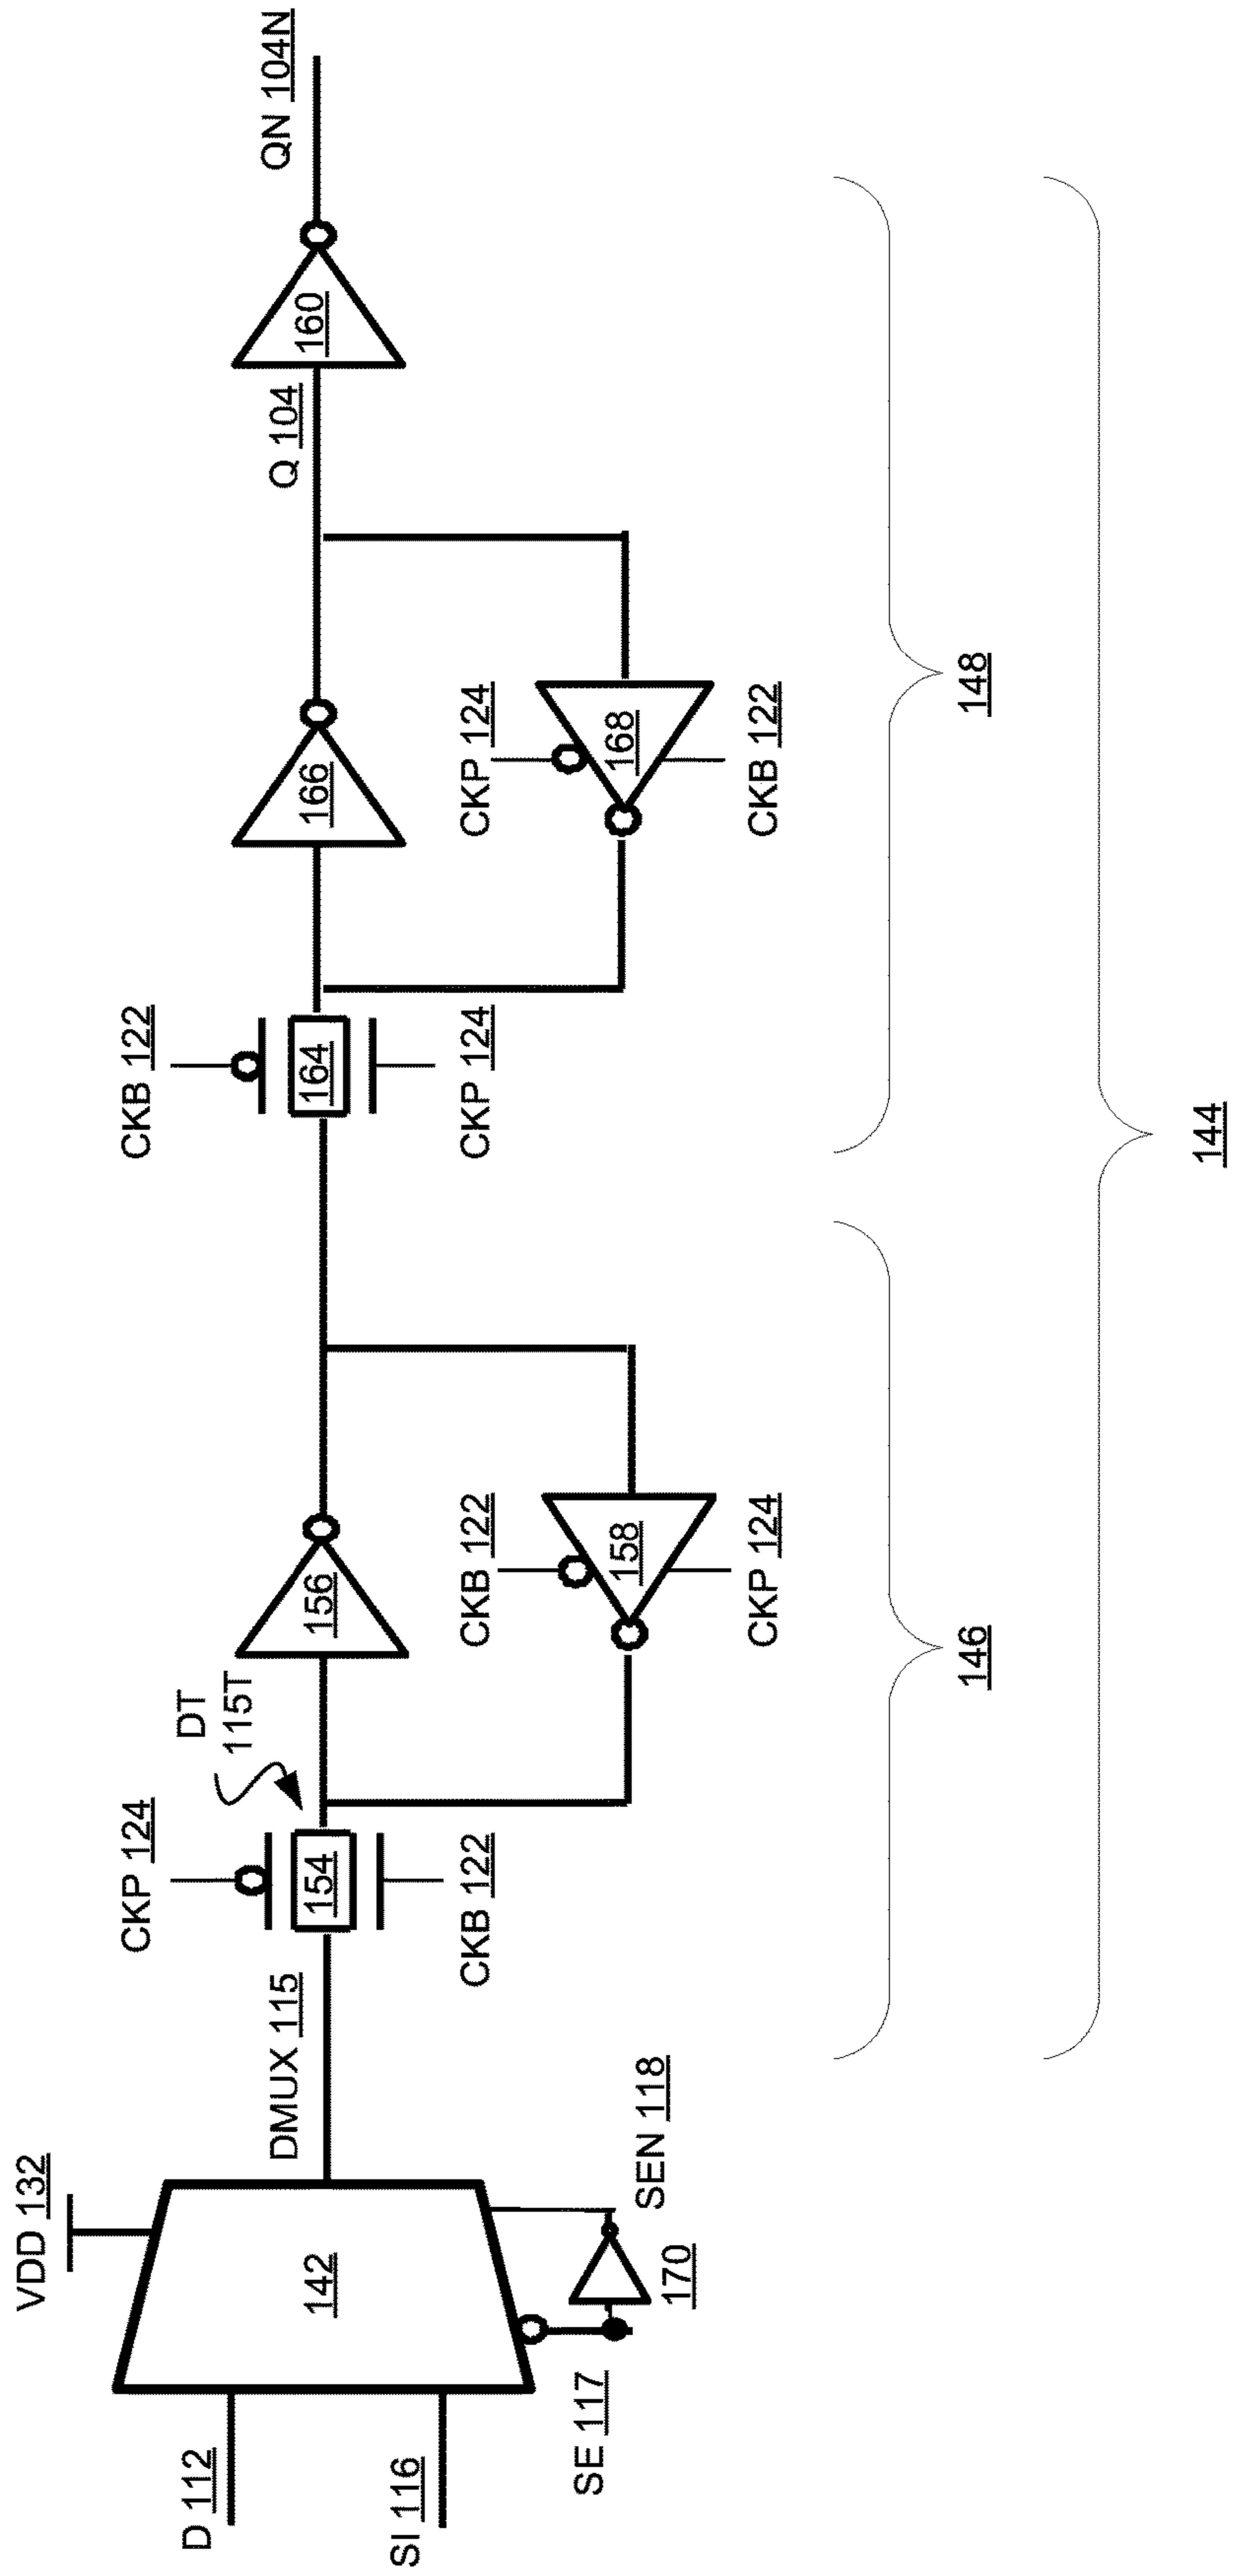 VDD 132
D 112
SI 116
142
SE 117
170
SEN 118
DMUX 115
CKP 124
154
CKB 122
DT
115T
156
CKB 122
158
CKP 124
CKB 122
164
CKP 124
166
CKP 124
168
CKB 122
Q 104
160
QN 104N
146
148
144